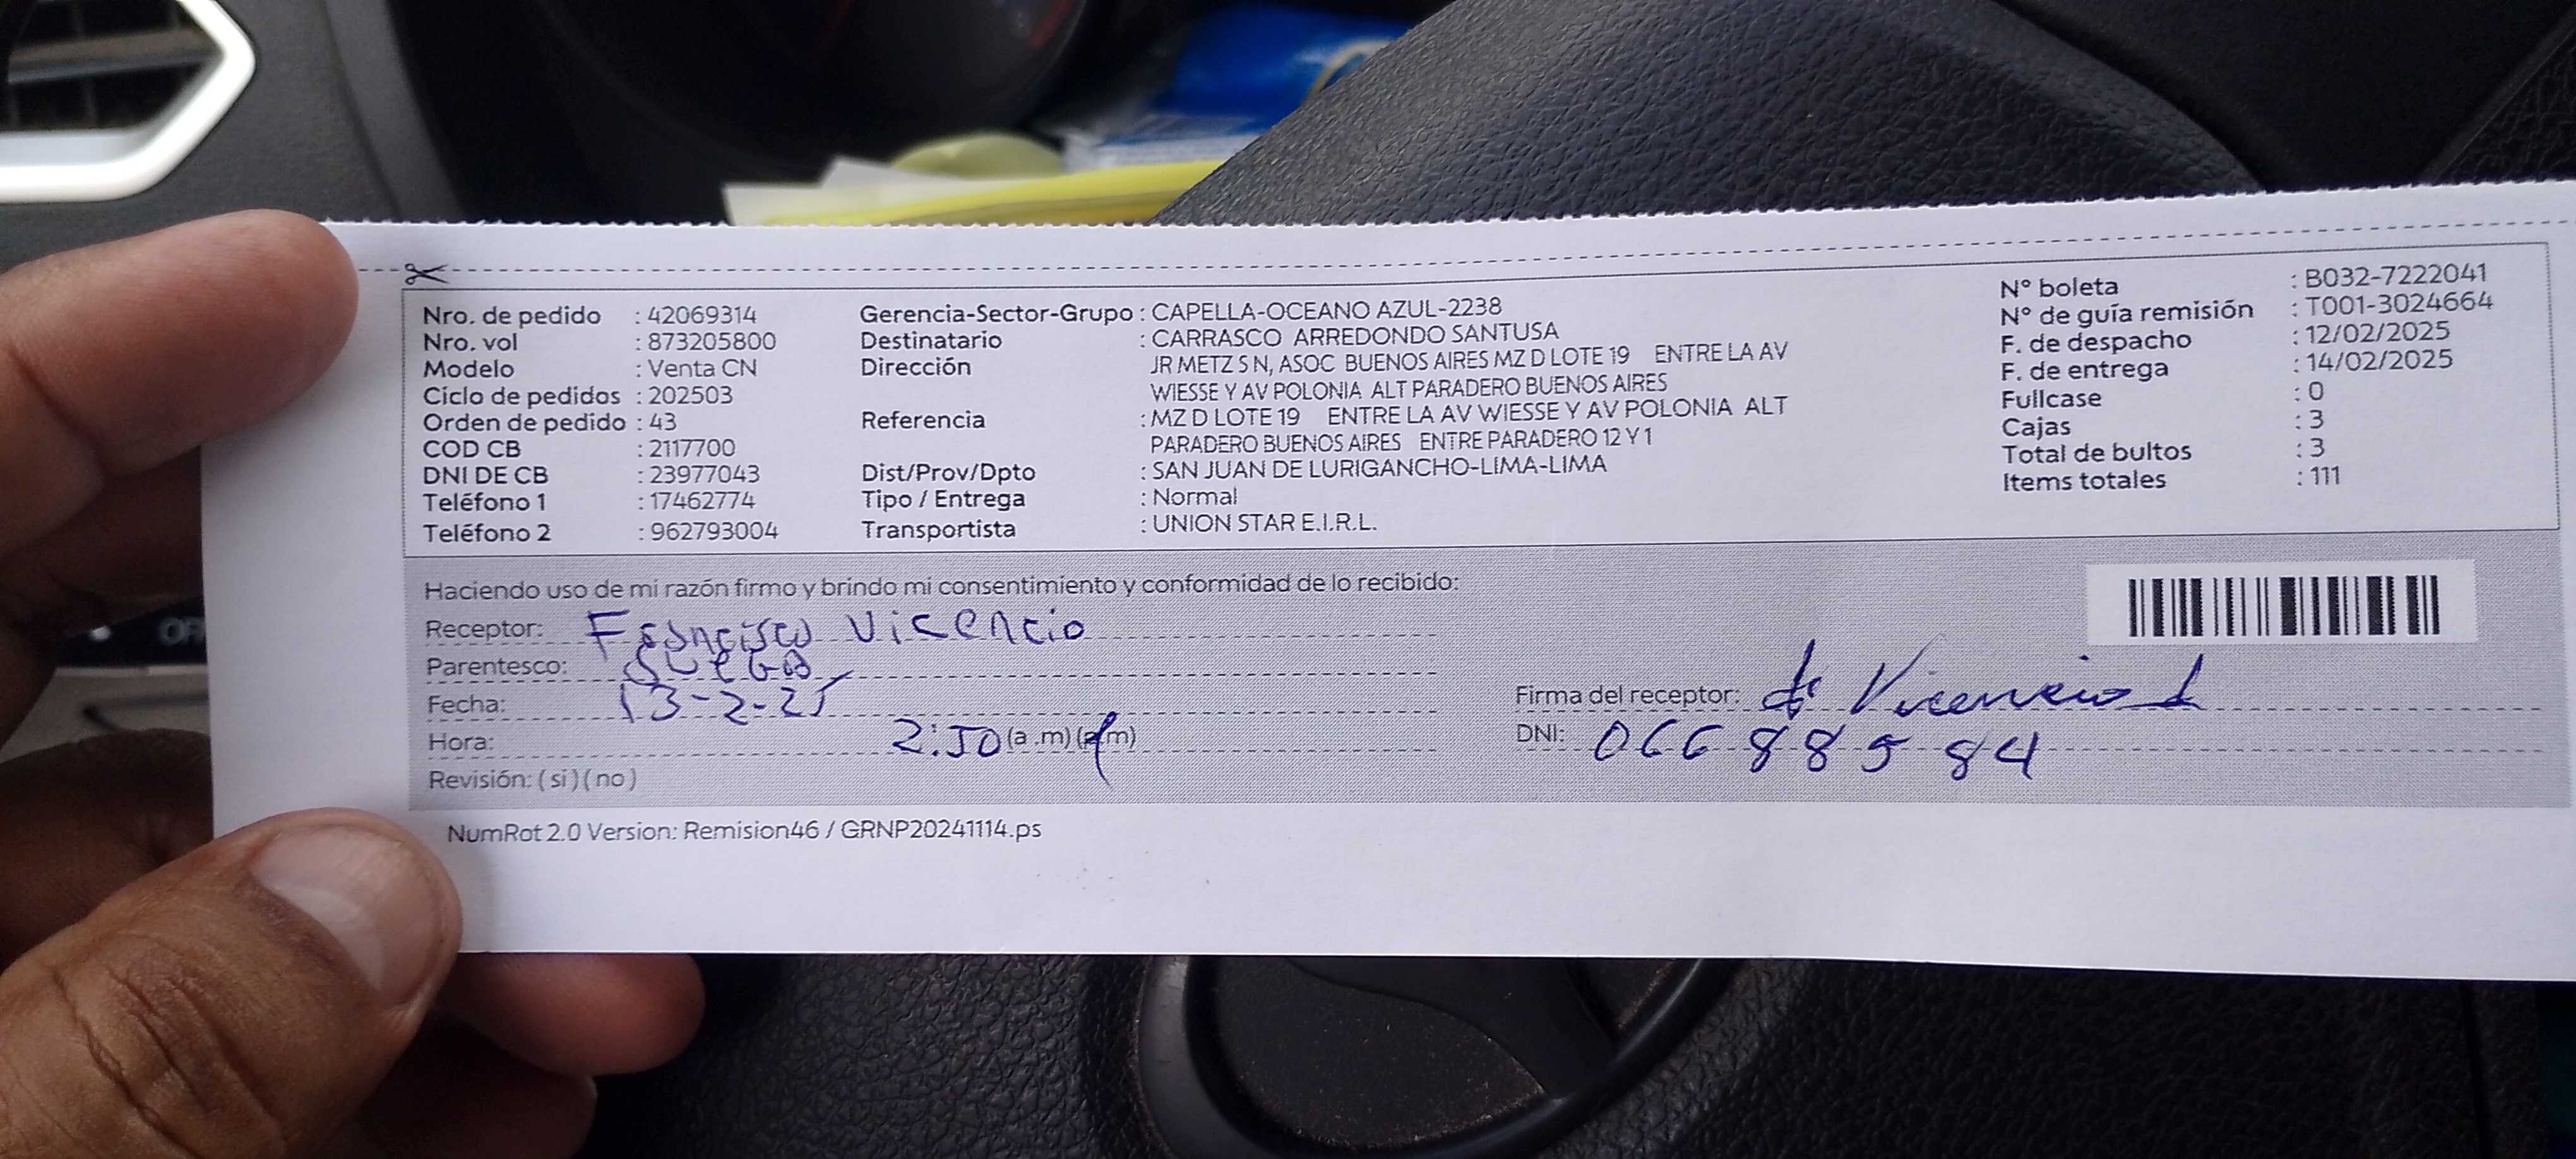 Nro. de pedido : 42069314
Nro. vol : 873205800
Modelo : Venta CN
Ciclo de pedidos : 202503
Orden de pedido : 43
COD CB : 2117700
DNI DE CB : 23977043
Teléfono 1 : 17462774
Teléfono 2 : 962793004
Gerencia-Sector-Grupo : CAPELLA-OCEANO AZUL-2238
Destinatario : CARRASCO ARREDONDO SANTUSA
Dirección JR METZ S N, ASOC BUENOS AIRES MZ D LOTE 19 ENTRE LA AV
WIESSE Y AV POLONIA ALT PARADERO BUENOS AIRES
Referencia : MZ D LOTE 19 ENTRE LA AV WIESSE Y AV POLONIA ALT
PARADERO BUENOS AIRES ENTRE PARADERO 12 Y 1
Dist/Prov/Dpto : SAN JUAN DE LURIGANCHO-LIMA-LIMA
Tipo / Entrega : Normal
Transportista : UNION STAR E.I.R.L.
N° boleta : B032-7222041
N° de guía remisión : T001-3024664
F. de despacho : 12/02/2025
F. de entrega : 14/02/2025
Fullcase : 0
Cajas : 3
Total de bultos : 3
Items totales : 111
Haciendo uso de mi razón firmo y brindo mi consentimiento y conformidad de lo recibido:
Receptor: Francisco Vicencio
Parentesco: SUEGO
Fecha: 13-2-25
Hora: 2:50 (a .m) (p.m)
Revisión: ( si ) ( no )
Firma del receptor: Vicencio
DNI: 06688584
NumRot 2.0 Version: Remision46 / GRNP20241114.ps